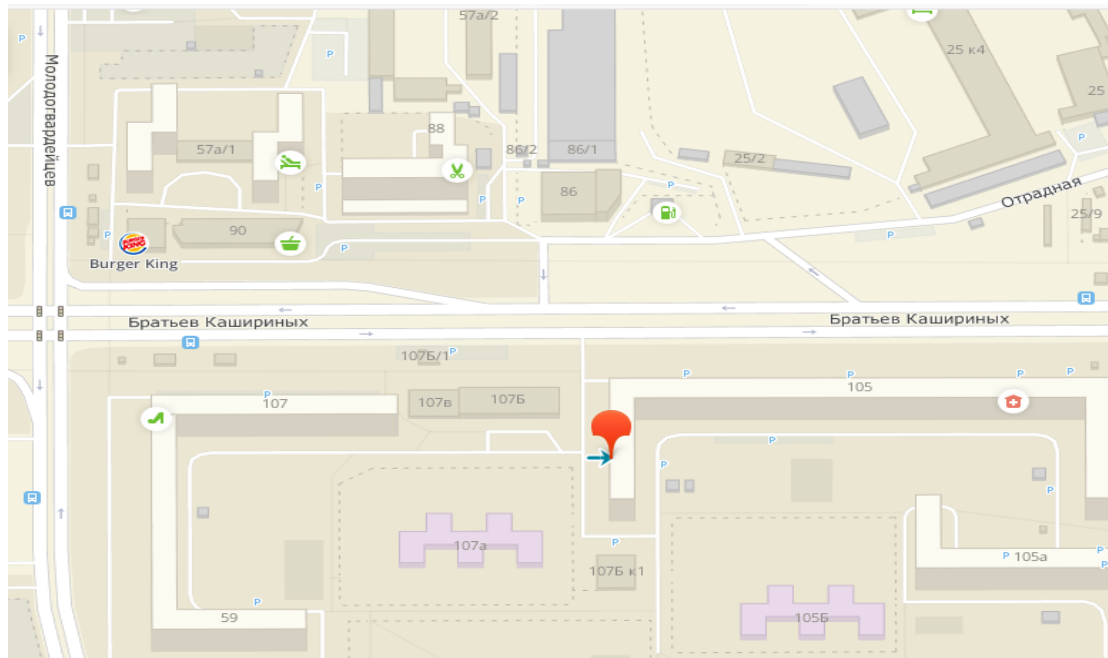 57а/2
P
25 к4
P
25
Молодогвардейцев
88
P
57а/1
86/2
86/1
25/2
P
P
86
P
P
P
Отрадная
25/9
P
90
P
P
BURGER KING
Burger King
Братьев Кашириных
Братьев Кашириных
107Б/1
P
P
P
P
P
105
P
107
107в
107Б
P
P
P
P
P
P
107а
P
107Б к1
P
105а
P
P
P
59
105Б